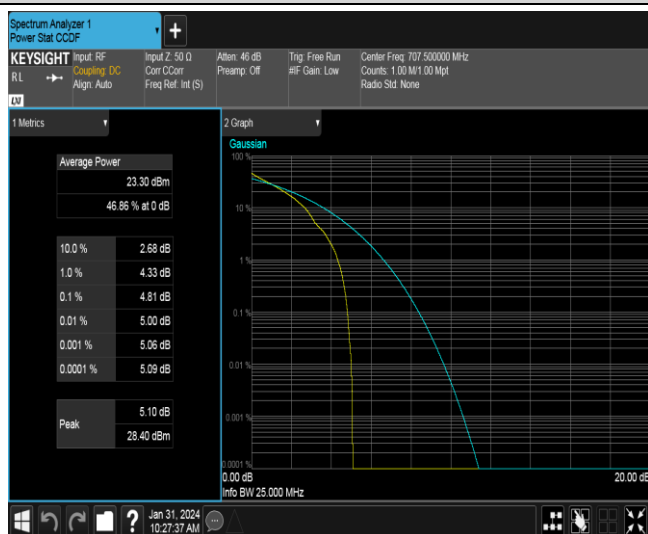 Spectrum Analyzer 1
Power Stat CCDF
KEYSIGHT
RL
LXI
Input: RF
Coupling: DC
Align: Auto
Input Z: 50 Ω
Corr CCorr
Freq Ref: Int (S)
Atten: 46 dB
Preamp: Off
Trig: Free Run
#IF Gain: Low
Center Freq: 707.500000 MHz
Counts: 1.00 M/1.00 Mpt
Radio Std: None
1 Metrics
Average Power
23.30 dBm
46.86 % at 0 dB
10.0 % 2.68 dB
1.0 % 4.33 dB
0.1 % 4.81 dB
0.01 % 5.00 dB
0.001 % 5.06 dB
0.0001 % 5.09 dB
Peak
5.10 dB
28.40 dBm
2 Graph
Gaussian
100 %
10 %
1 %
0.1 %
0.01 %
0.001 %
0.0001 %
0.00 dB
20.00 dB
Info BW 25.000 MHz
?
Jan 31, 2024
10:27:37 AM